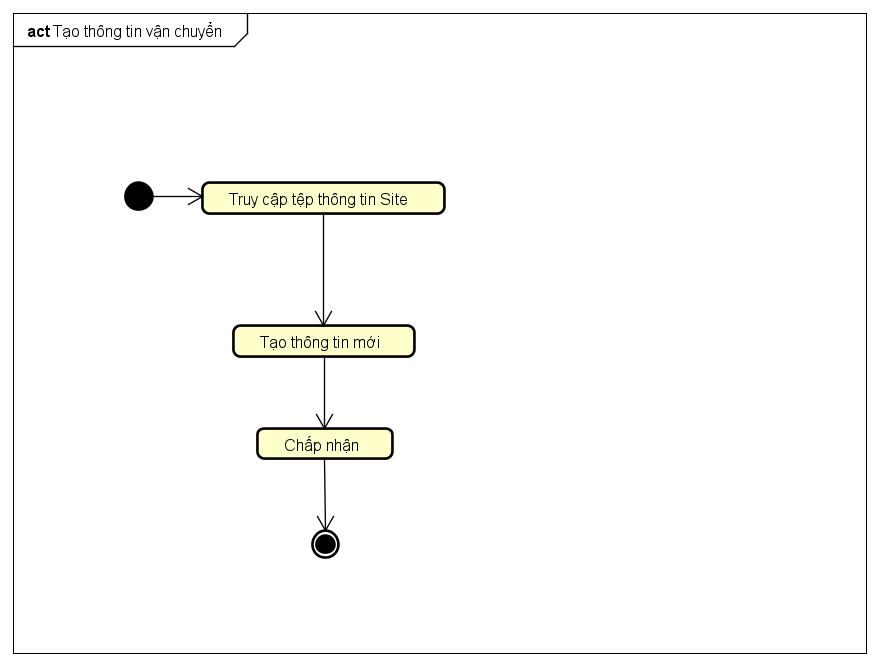 act Tạo thông tin vận chuyển
Truy cập tệp thông tin Site
Tạo thông tin mới
Chấp nhận